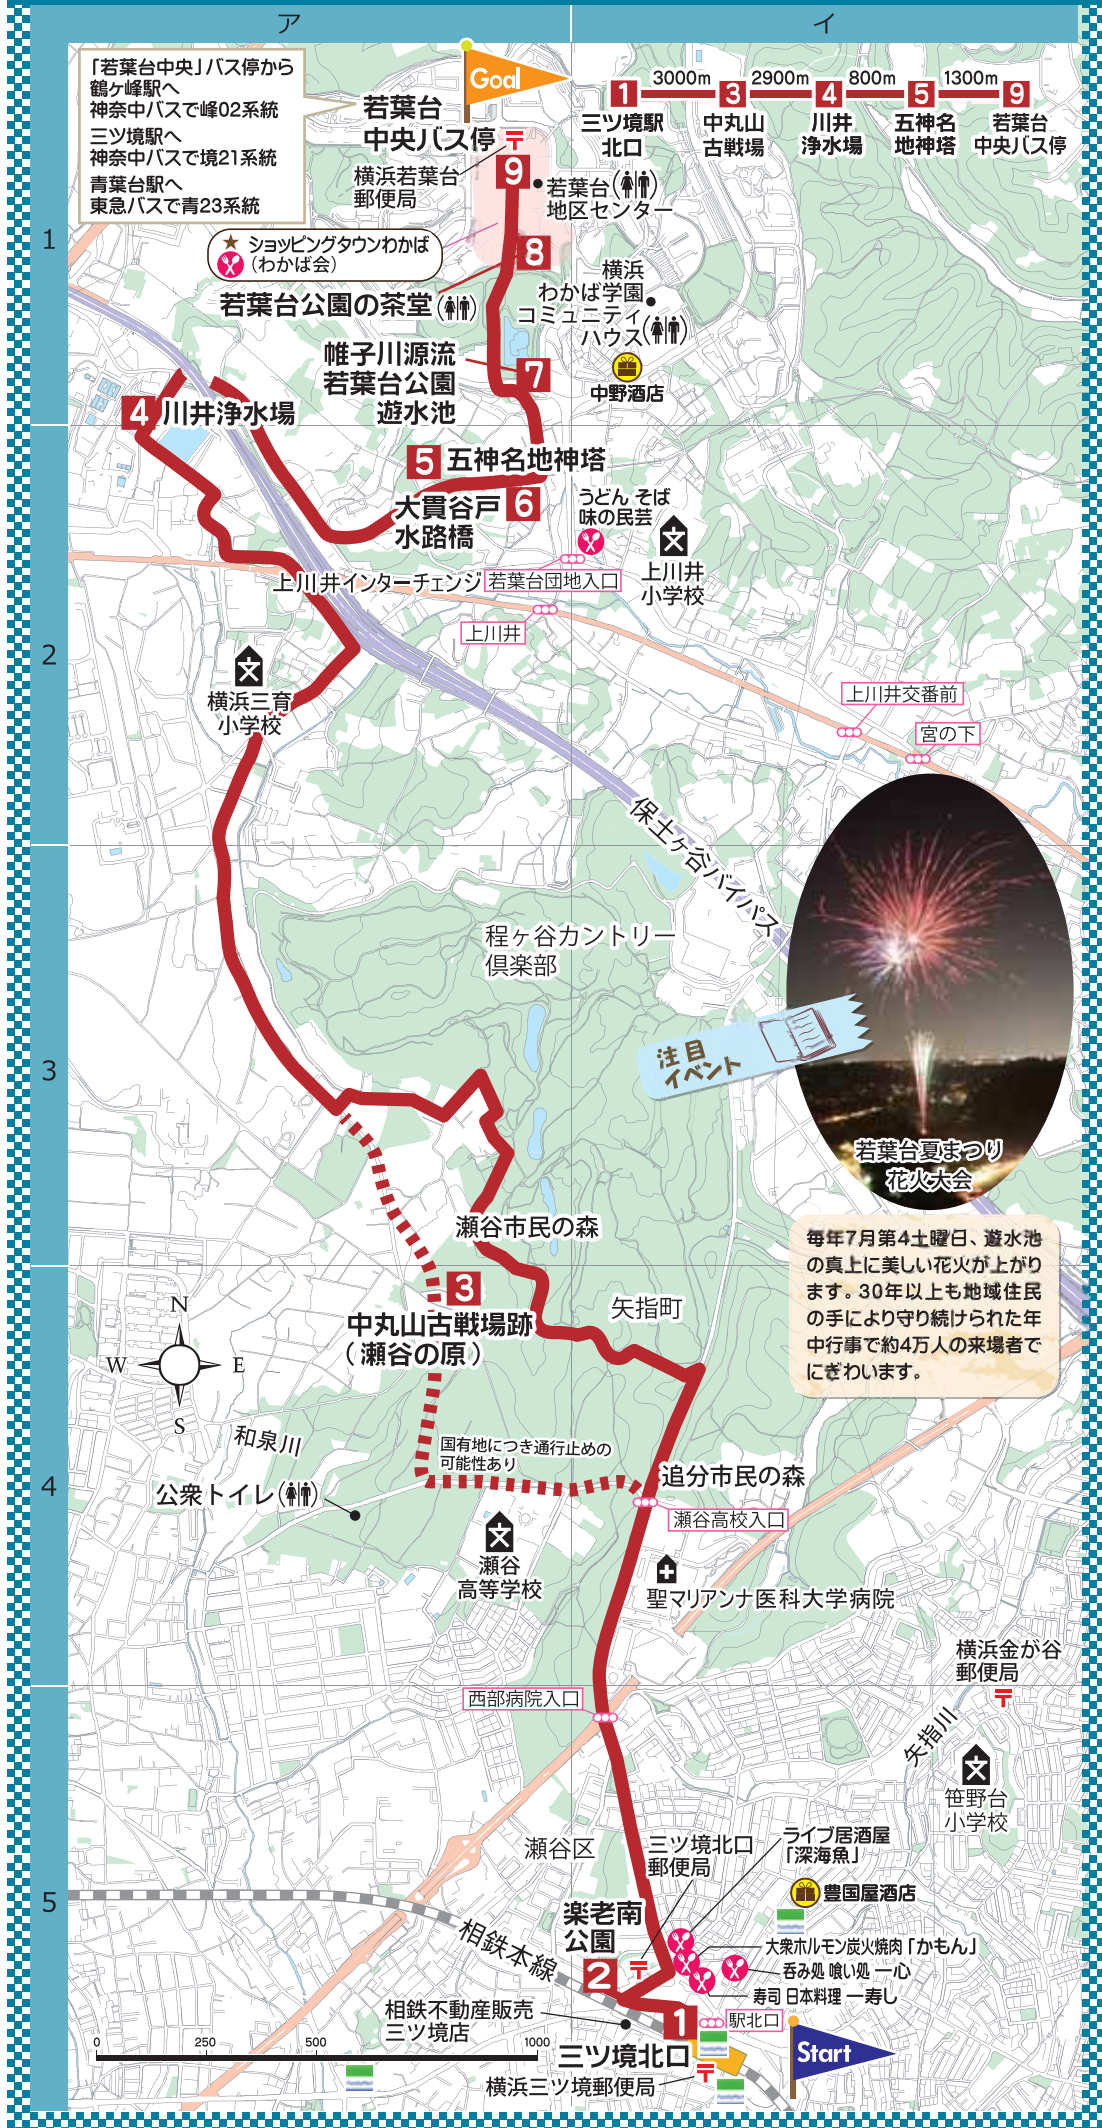 ア
イ
「若葉台中央」バス停から
鶴ヶ峰駅へ
神奈中バスで峰02系統
三ツ境駅へ
神奈中バスで境21系統
青葉台駅へ
東急バスで青23系統
Goal
若葉台
中央バス停
1 3000m 3 2900m 4 800m 5 1300m 9
三ツ境駅
北口
中丸山
古戦場
川井
浄水場
五神名
地神塔
若葉台
中央バス停
横浜若葉台
郵便局
9
若葉台
地区センター
1
ショッピングタウンわかば
(わかば会)
8
若葉台公園の茶堂
横浜
わかば学園
コミュニティ
ハウス
帷子川源流
若葉台公園
遊水池
7
中野酒店
4 川井浄水場
5 五神名地神塔
大貫谷戸
水路橋
6
うどん そば
味の民芸
上川井
小学校
上川井インターチェンジ
若葉台団地入口
上川井
2
横浜三育
小学校
上川井交番前
宮の下
保土ヶ谷バイパス
程ヶ谷カントリー
倶楽部
注目
イベント
3
若葉台夏まつり
花火大会
毎年7月第4土曜日、遊水池
の真上に美しい花火が上がり
ます。30年以上も地域住民
の手により守り続けられた年
中行事で約4万人の来場者で
にぎわいます。
瀬谷市民の森
3
中丸山古戦場跡
(瀬谷の原)
矢指町
N
W
E
S
和泉川
国有地につき通行止めの
可能性あり
追分市民の森
4
公衆トイレ
瀬谷高校入口
瀬谷
高等学校
聖マリアンナ医科大学病院
横浜金が谷
郵便局
西部病院入口
矢指川
笹野台
小学校
瀬谷区
三ツ境北口
郵便局
ライブ居酒屋
「深海魚」
5
豊国屋酒店
楽老南
公園
相鉄本線
大衆ホルモン炭火焼肉「かもん」
呑み処 喰い処 一心
2
寿司 日本料理 一寿し
相鉄不動産販売
三ツ境店
1
駅北口
0 250 500 1000
三ツ境北口
Start
横浜三ツ境郵便局